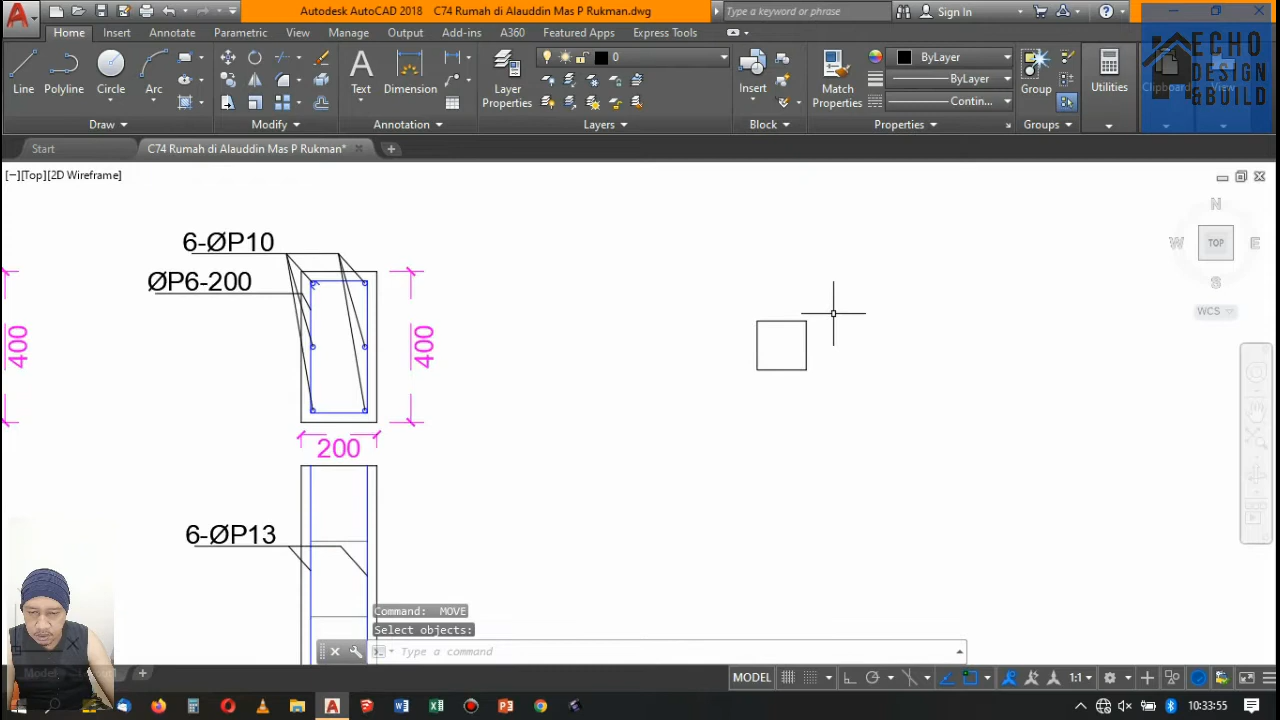 Autodesk AutoCAD 2018 C74 Rumah di Alauddin Mas P Rukman.dwg
Type a keyword or phrase
Sign In
Home Insert Annotate Parametric View Manage Output Add-ins A360 Featured Apps Express Tools
ECHO
DESIGN
&BUILD
0
ByLayer
ByLayer
Contin...
Line Polyline Circle Arc
Text Dimension
Layer
Properties
Insert
Match
Properties
Group
Utilities
Clipboard
View
Draw Modify Annotation Layers Block Properties Groups
Start
C74 Rumah di Alauddin Mas P Rukman*
[−][Top][2D Wireframe]
N
W TOP E
S
WCS
6-ØP10
ØP6-200
400
400
200
6-ØP13
Command: MOVE
Select objects:
Type a command
Model
MODEL
1:1
10:33:55